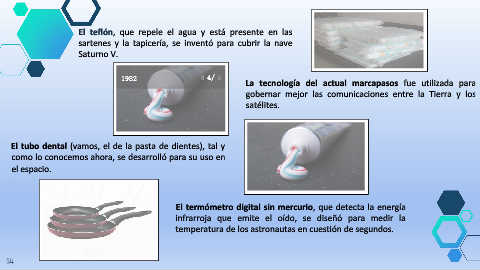 El teflón, que repele el agua y está presente en las
sartenes y la tapicería, se inventó para cubrir la nave
Saturno V.
1982
4/
La tecnología del actual marcapasos fue utilizada para
gobernar mejor las comunicaciones entre la Tierra y los
satélites.
El tubo dental (vamos, el de la pasta de dientes), tal y
como lo conocemos ahora, se desarrolló para su uso en
el espacio.
El termómetro digital sin mercurio, que detecta la energía
infrarroja que emite el oído, se diseñó para medir la
temperatura de los astronautas en cuestión de segundos.